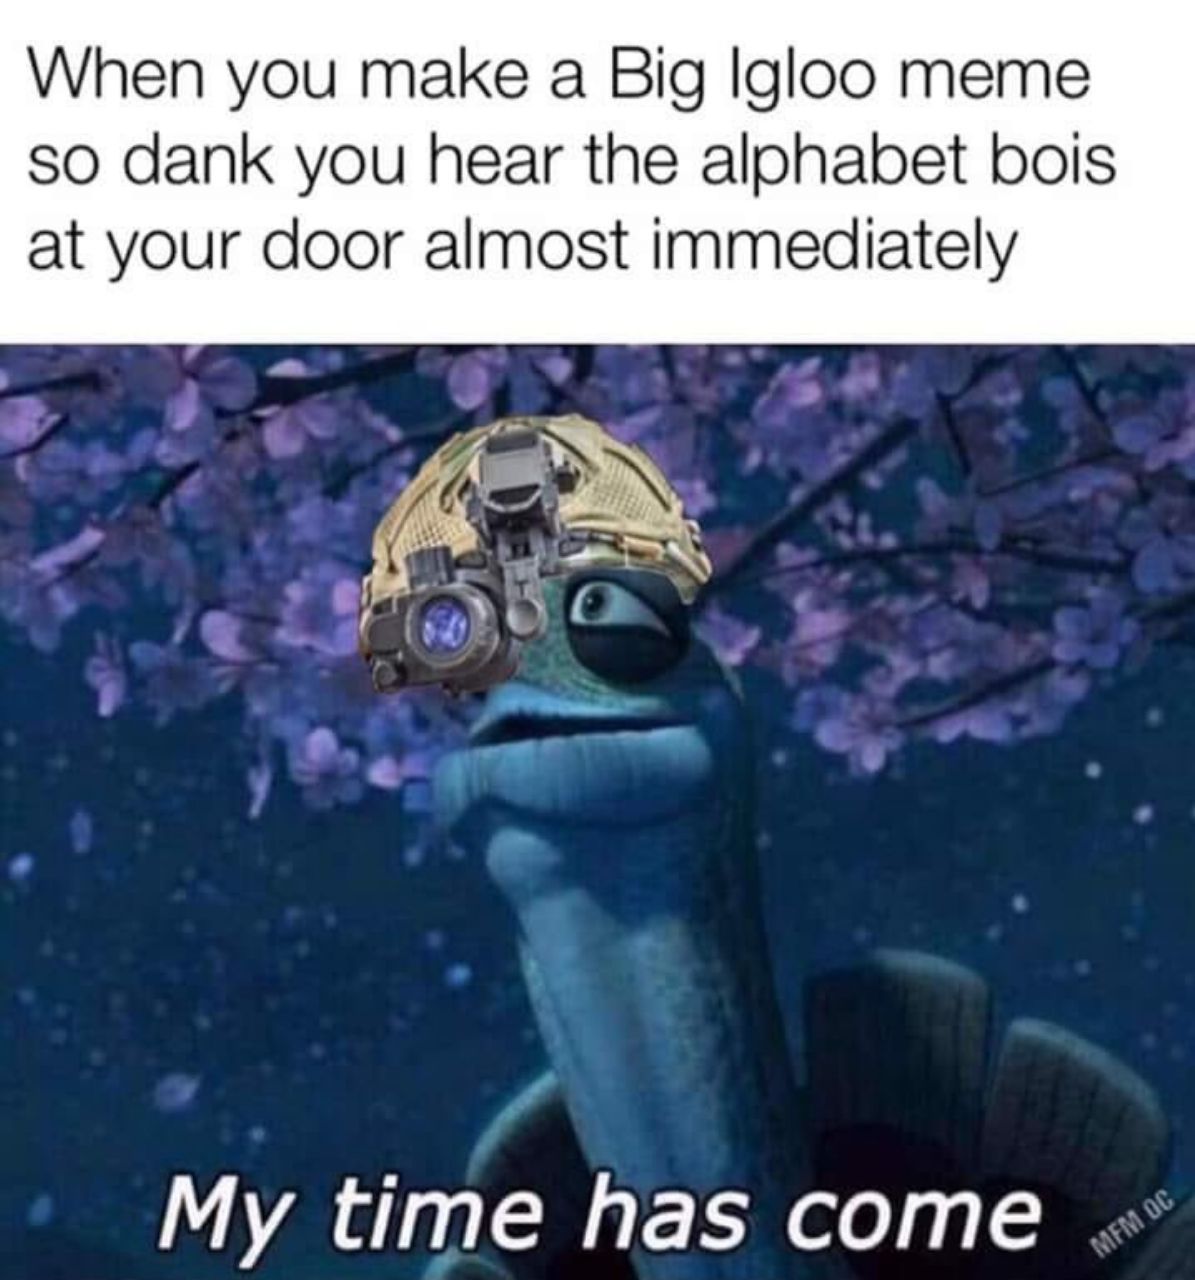 When you make a Big Igloo meme
so dank you hear the alphabet bois
at your door almost immediately
My time has come
MFM OC